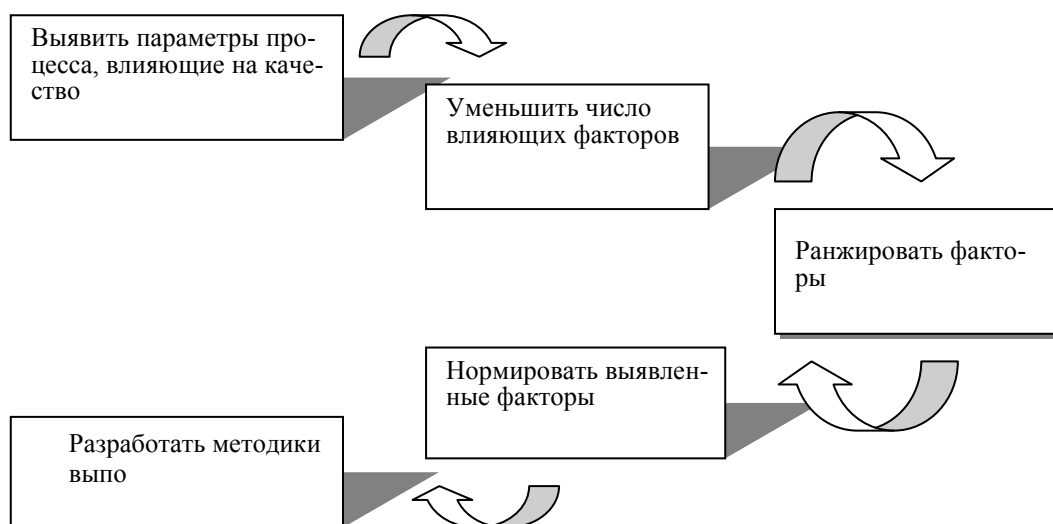 Выявить параметры про-
цесса, влияющие на каче-
ство
Уменьшить число
влияющих факторов
Ранжировать факто-
ры
Нормировать выявлен-
ные факторы
Разработать методики
выпо